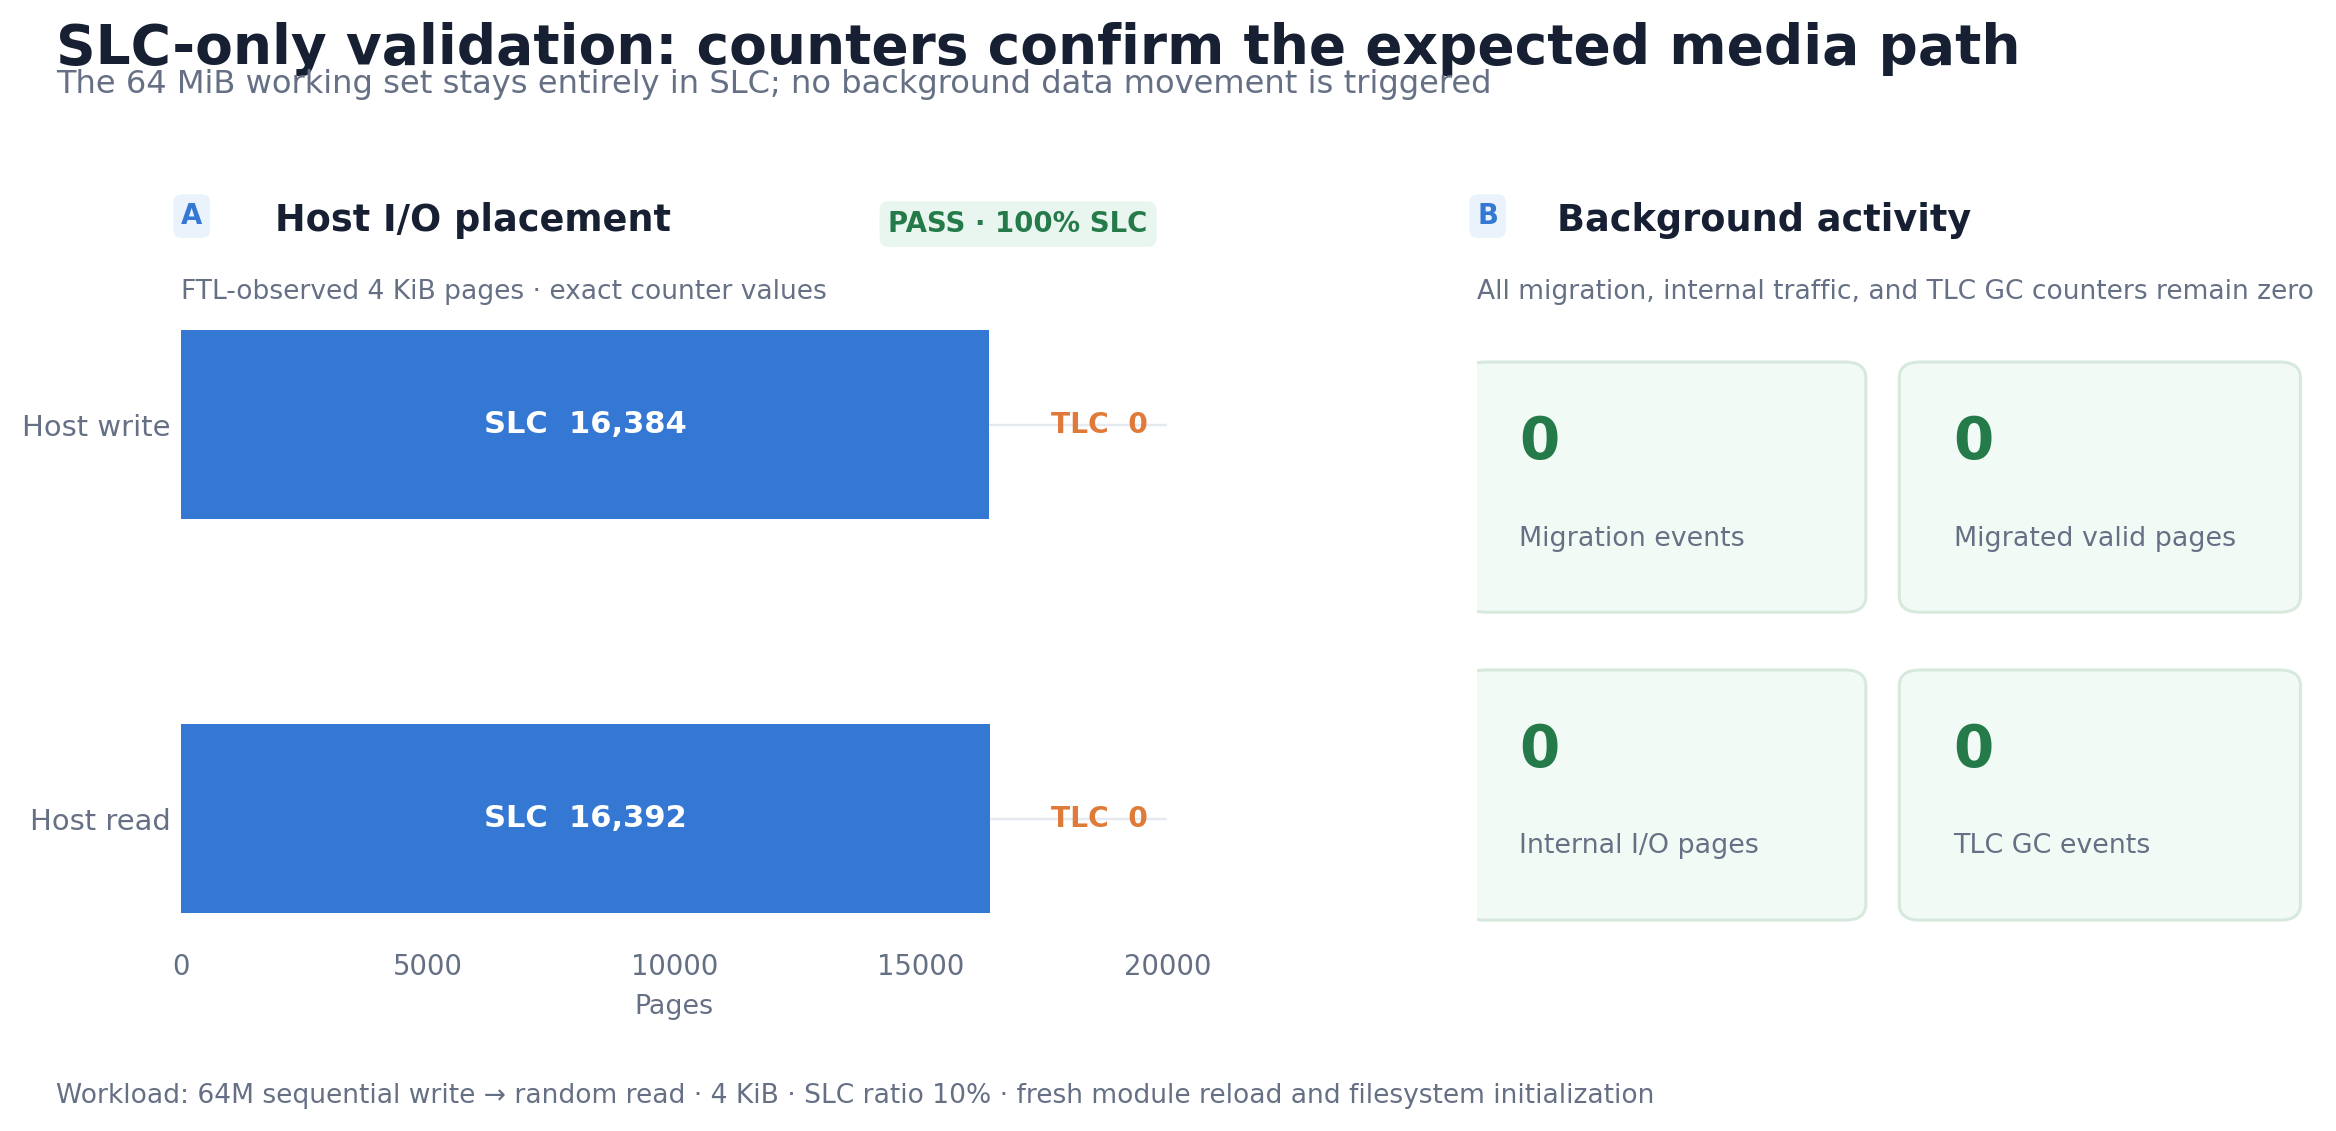 SLC-only validation: counters confirm the expected media path
The 64 MiB working set stays entirely in SLC; no background data movement is triggered
A
Host I/O placement
PASS · 100% SLC
FTL-observed 4 KiB pages · exact counter values
Host write
SLC  16,384
TLC  0
Host read
SLC  16,392
TLC  0
0
5000
10000
15000
20000
Pages
B
Background activity
All migration, internal traffic, and TLC GC counters remain zero
0
Migration events
0
Migrated valid pages
0
Internal I/O pages
0
TLC GC events
Workload: 64M sequential write → random read · 4 KiB · SLC ratio 10% · fresh module reload and filesystem initialization